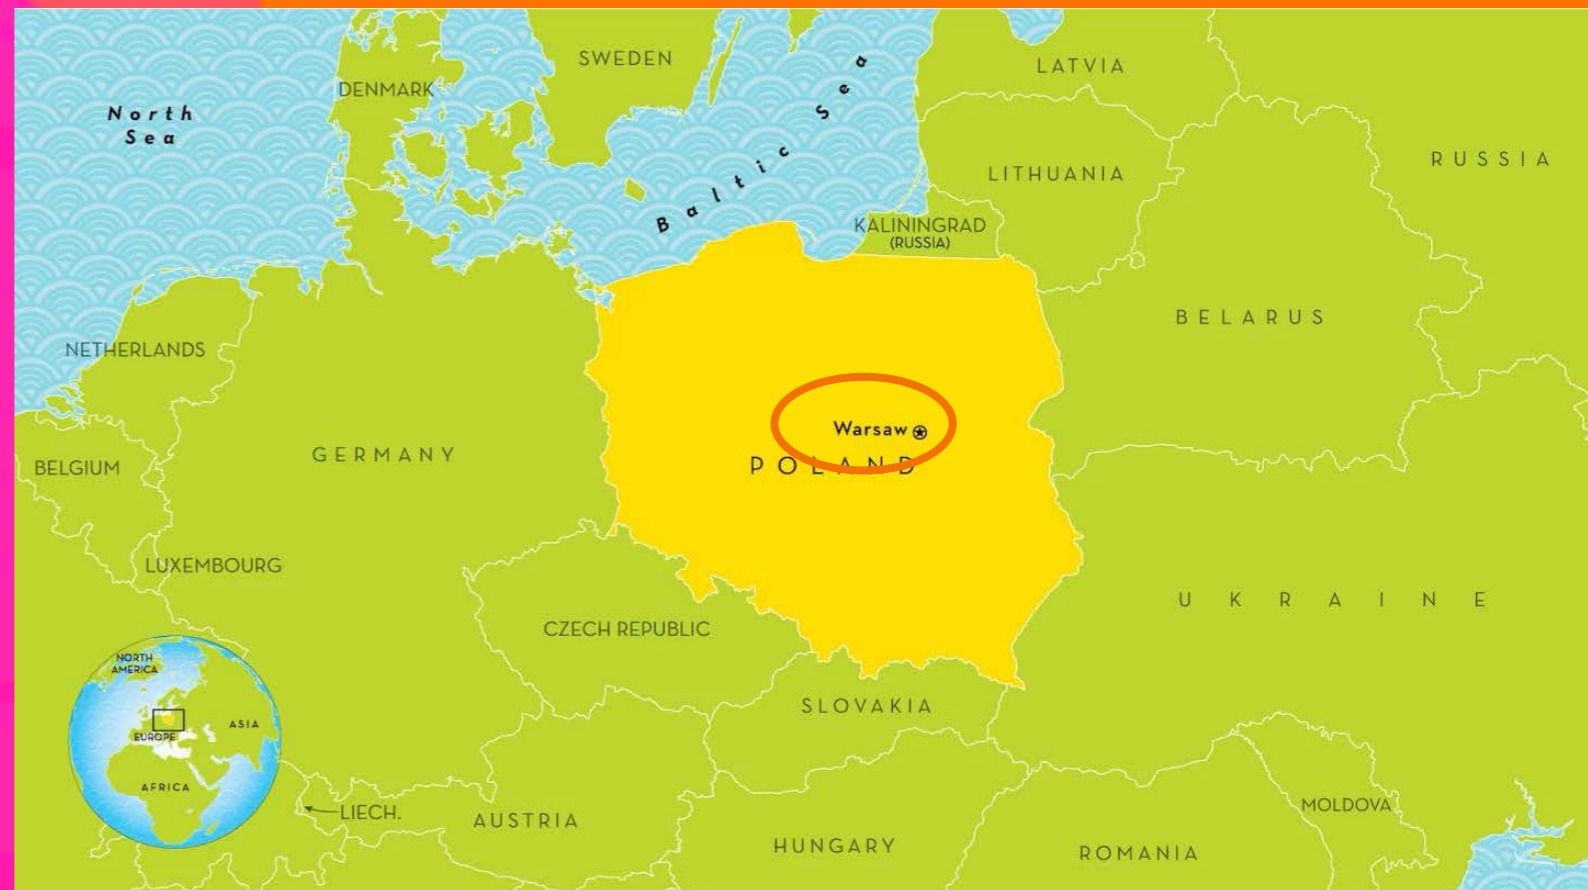 SWEDEN
LATVIA
DENMARK
North
Sea
Baltic Sea
RUSSIA
LITHUANIA
KALININGRAD
(RUSSIA)
BELARUS
NETHERLANDS
Warsaw
POLAND
GERMANY
BELGIUM
LUXEMBOURG
UKRAINE
CZECH REPUBLIC
SLOVAKIA
NORTH
AMERICA
ASIA
EUROPE
AFRICA
LIECH.
AUSTRIA
MOLDOVA
HUNGARY
ROMANIA